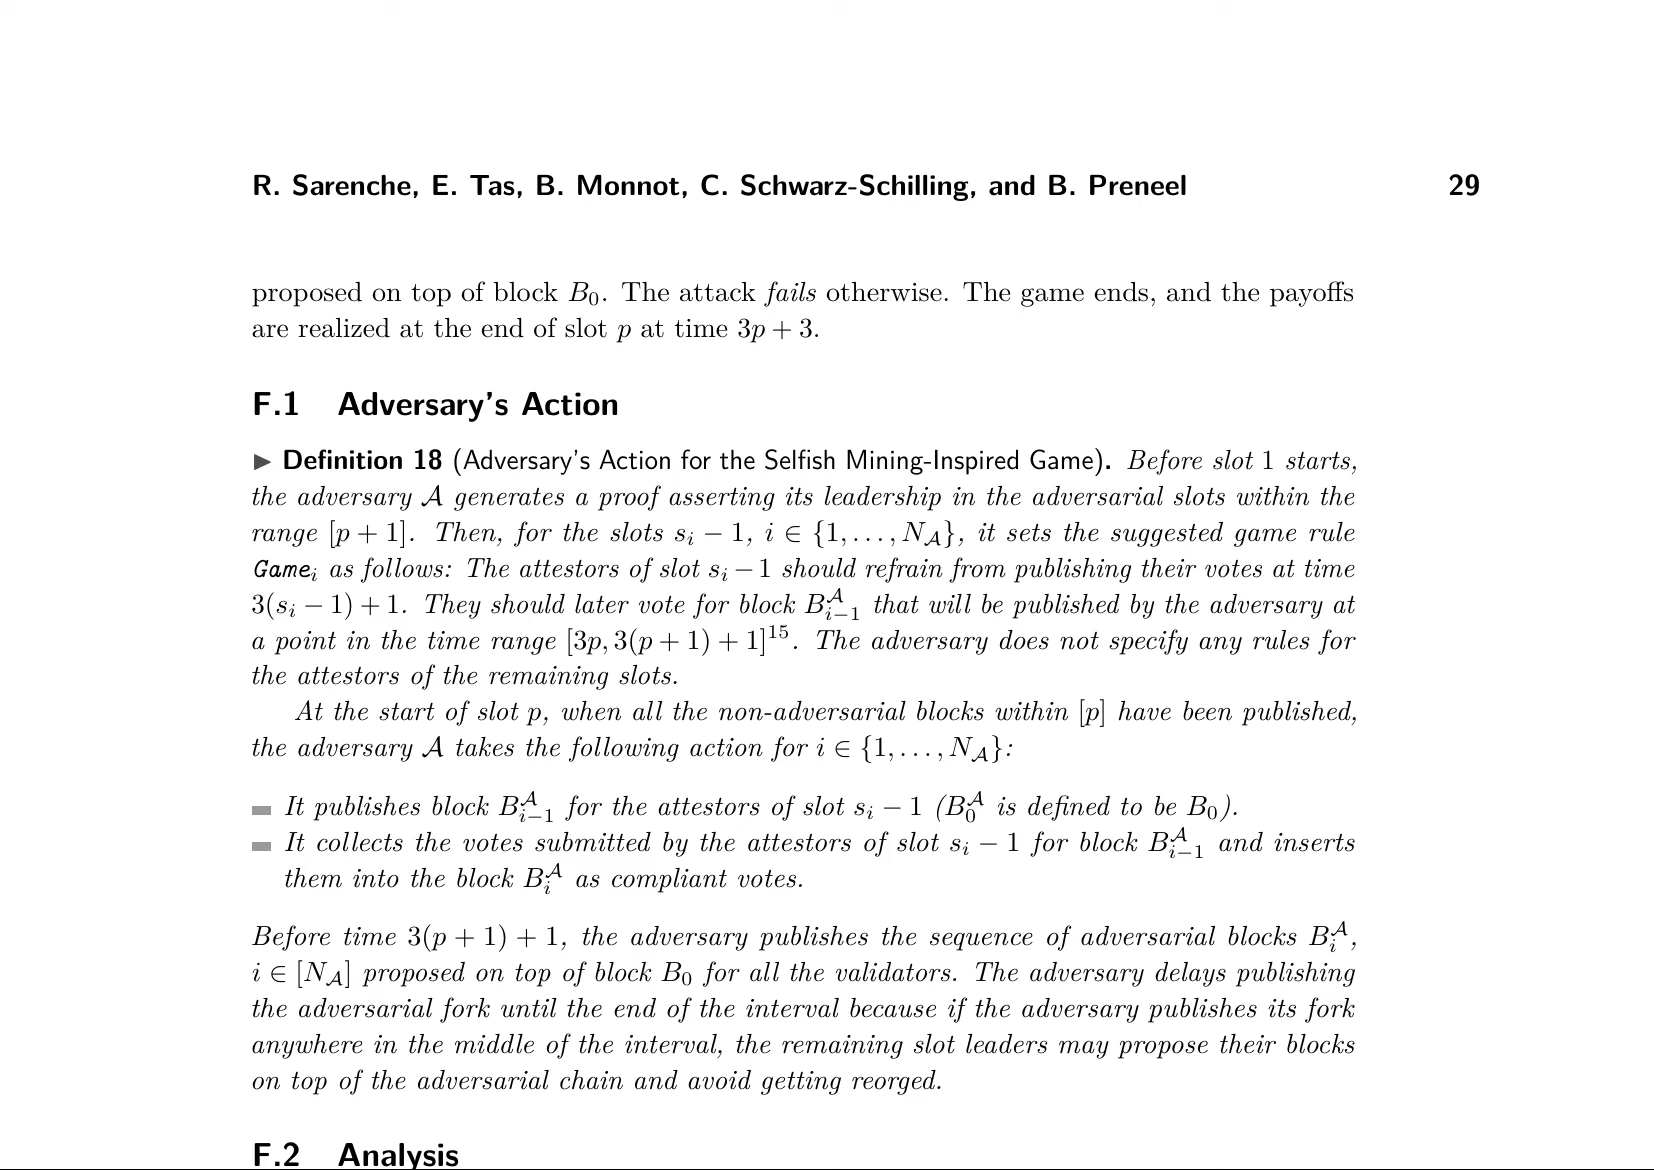 R. Sarenche, E. Tas, B. Monnot, C. Schwarz-Schilling, and B. Preneel 29
proposed on top of block B₀. The attack fails otherwise. The game ends, and the payoffs
are realized at the end of slot p at time 3p + 3.
F.1 Adversary's Action
▶ Definition 18 (Adversary's Action for the Selfish Mining-Inspired Game). Before slot 1 starts,
the adversary 𝒜 generates a proof asserting its leadership in the adversarial slots within the
range [p + 1]. Then, for the slots sᵢ − 1, i ∈ {1, . . . , N_𝒜}, it sets the suggested game rule
Gameᵢ as follows: The attestors of slot sᵢ − 1 should refrain from publishing their votes at time
3(sᵢ − 1) + 1. They should later vote for block B^𝒜_{i−1} that will be published by the adversary at
a point in the time range [3p, 3(p + 1) + 1]¹⁵. The adversary does not specify any rules for
the attestors of the remaining slots.
At the start of slot p, when all the non-adversarial blocks within [p] have been published,
the adversary 𝒜 takes the following action for i ∈ {1, . . . , N_𝒜}:
It publishes block B^𝒜_{i−1} for the attestors of slot sᵢ − 1 (B^𝒜_0 is defined to be B₀).
It collects the votes submitted by the attestors of slot sᵢ − 1 for block B^𝒜_{i−1} and inserts
them into the block B^𝒜_i as compliant votes.
Before time 3(p + 1) + 1, the adversary publishes the sequence of adversarial blocks B^𝒜_i,
i ∈ [N_𝒜] proposed on top of block B₀ for all the validators. The adversary delays publishing
the adversarial fork until the end of the interval because if the adversary publishes its fork
anywhere in the middle of the interval, the remaining slot leaders may propose their blocks
on top of the adversarial chain and avoid getting reorged.
F.2 Analysis